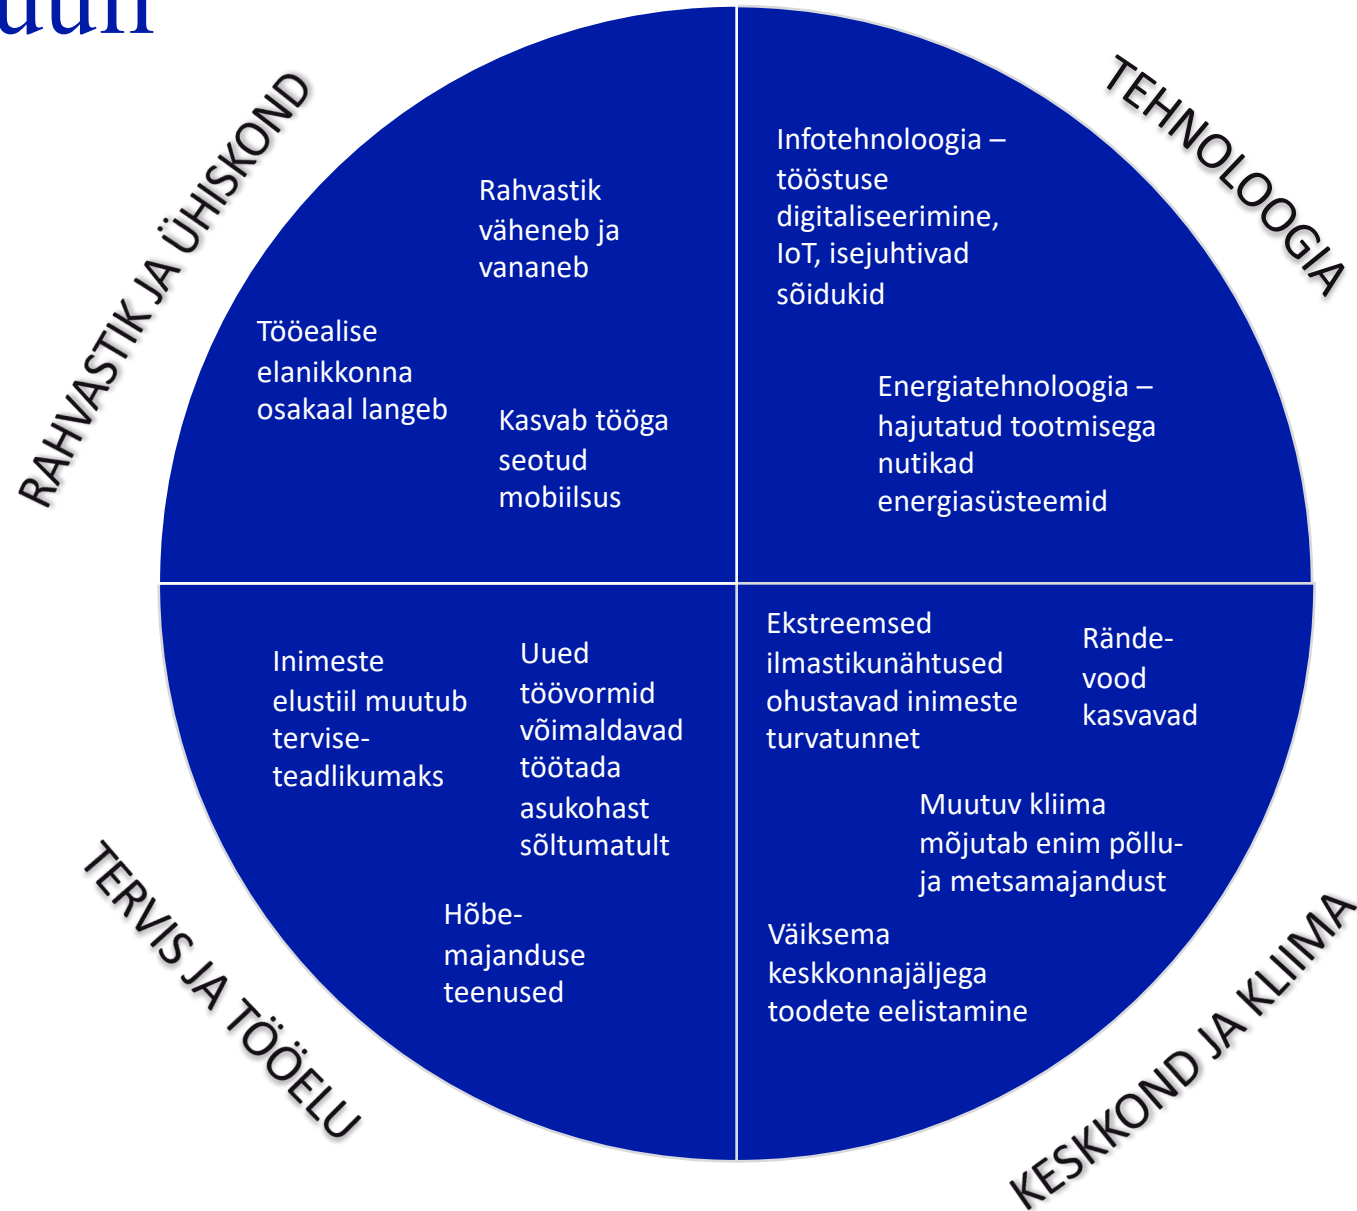 RAHVASTIK JA ÜHISKOND
Rahvastik
väheneb ja
vananeb
Tööealise
elanikkonna
osakaal langeb
Kasvab tööga
seotud
mobiilsus
TEHNOLOOGIA
Infotehnoloogia –
tööstuse
digitaliseerimine,
IoT, isejuhtivad
sõidukid
Energiatehnoloogia –
hajutatud tootmisega
nutikad
energiasüsteemid
TERVIS JA TÖÖELU
Inimeste
elustiil muutub
tervise-
teadlikumaks
Uued
töövormid
võimaldavad
töötada
asukohast
sõltumatult
Hõbe-
majanduse
teenused
KESKKOND JA KLIIMA
Ekstreemsed
ilmastikunähtused
ohustavad inimeste
turvatunnet
Rände-
vood
kasvavad
Muutuv kliima
mõjutab enim põllu-
ja metsamajandust
Väiksema
keskkonnajäljega
toodete eelistamine